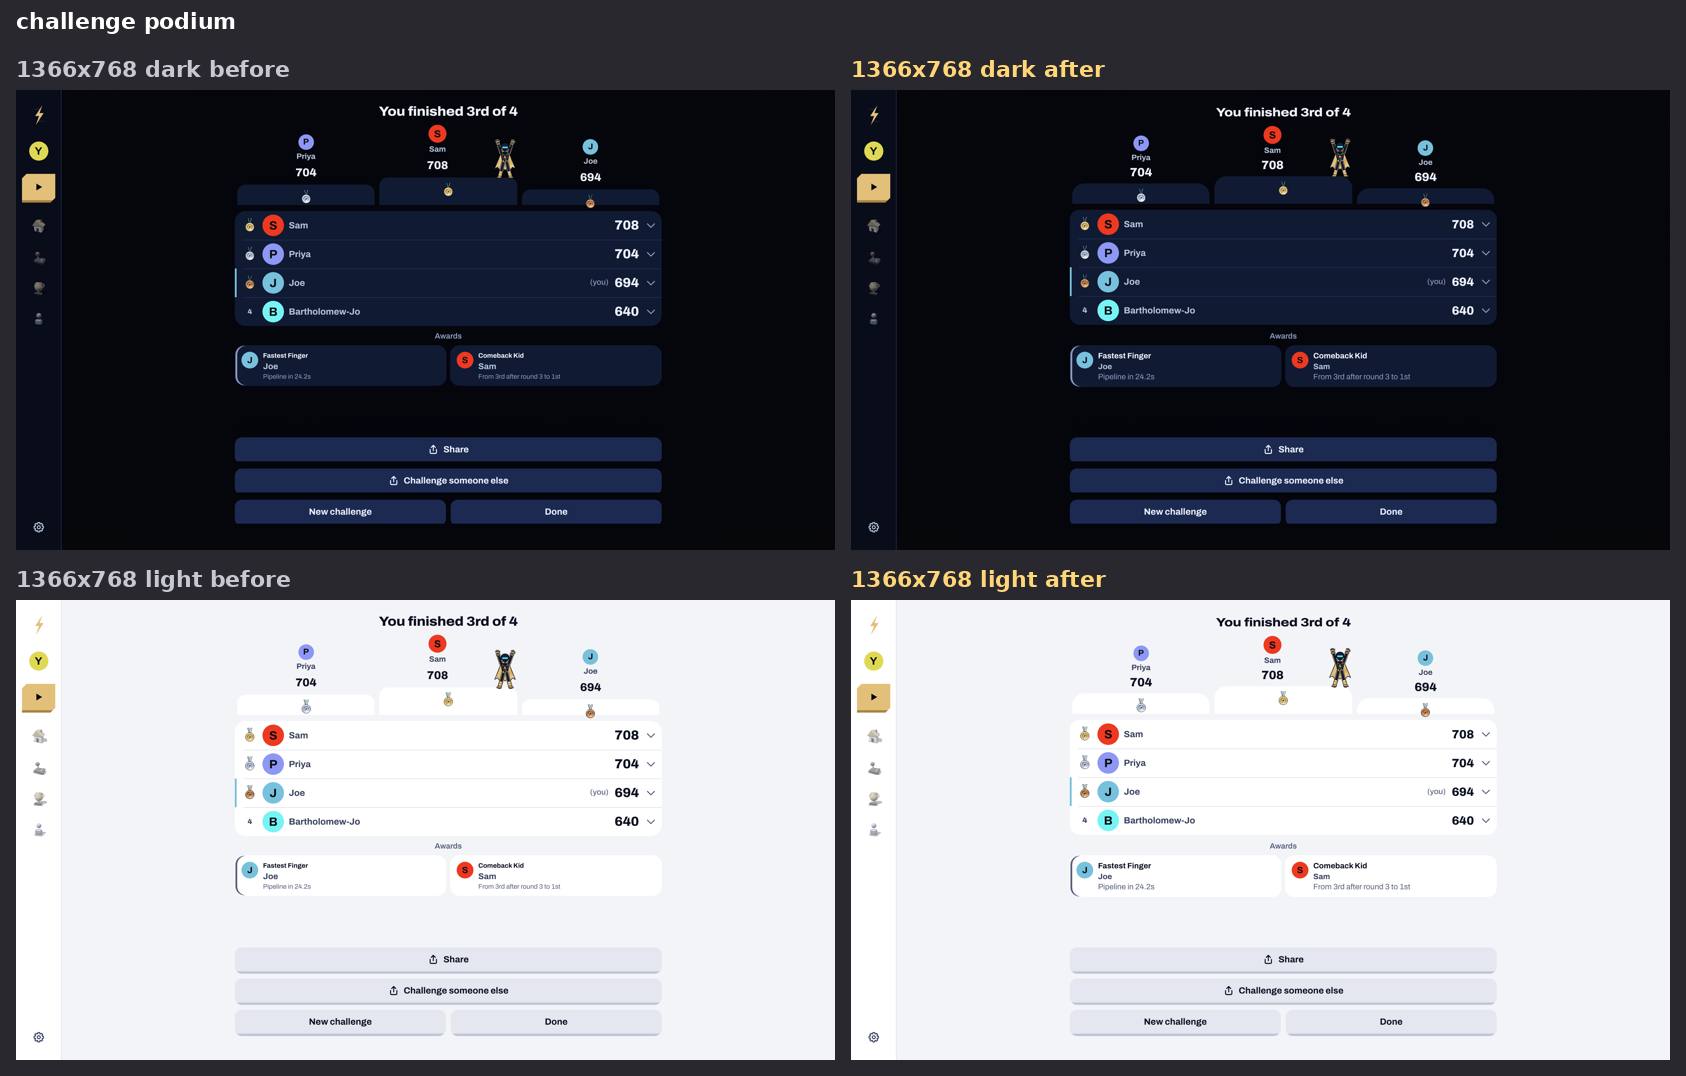 challenge podium
1366x768 dark before
Y
You finished 3rd of 4
P
Priya
704
S
Sam
708
J
Joe
694
S Sam 708
P Priya 704
J Joe (you) 694
4 B Bartholomew-Jo 640
Awards
J Fastest Finger
Joe
Pipeline in 24.2s
S Comeback Kid
Sam
From 3rd after round 3 to 1st
Share
Challenge someone else
New challenge Done
1366x768 dark after
Y
You finished 3rd of 4
P
Priya
704
S
Sam
708
J
Joe
694
S Sam 708
P Priya 704
J Joe (you) 694
4 B Bartholomew-Jo 640
Awards
J Fastest Finger
Joe
Pipeline in 24.2s
S Comeback Kid
Sam
From 3rd after round 3 to 1st
Share
Challenge someone else
New challenge Done
1366x768 light before
Y
You finished 3rd of 4
P
Priya
704
S
Sam
708
J
Joe
694
S Sam 708
P Priya 704
J Joe (you) 694
4 B Bartholomew-Jo 640
Awards
J Fastest Finger
Joe
Pipeline in 24.2s
S Comeback Kid
Sam
From 3rd after round 3 to 1st
Share
Challenge someone else
New challenge Done
1366x768 light after
Y
You finished 3rd of 4
P
Priya
704
S
Sam
708
J
Joe
694
S Sam 708
P Priya 704
J Joe (you) 694
4 B Bartholomew-Jo 640
Awards
J Fastest Finger
Joe
Pipeline in 24.2s
S Comeback Kid
Sam
From 3rd after round 3 to 1st
Share
Challenge someone else
New challenge Done